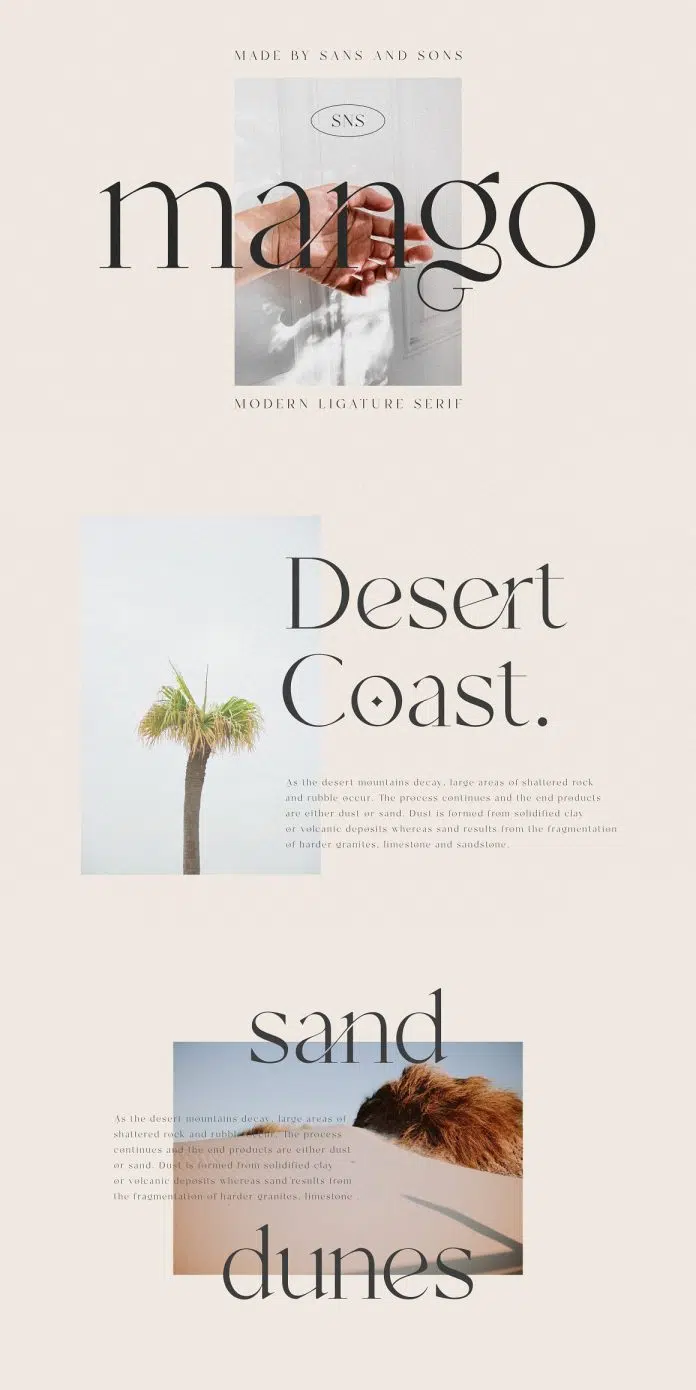 MADE BY SANS AND SONS
SNS
mango
MODERN LIGATURE SERIF
Desert
Coast.
As the desert mountains decay, large areas of shattered rock
and rubble occur. The process continues and the end products
are either dust or sand. Dust is formed from solidified clay
or volcanic deposits whereas sand results from the fragmentation
of harder granites, limestone and sandstone.
sand
As the desert mountains decay, large areas of
shattered rock and rubble occur. The process
continues and the end products are either dust
or sand. Dust is formed from solidified clay
or volcanic deposits whereas sand results from
the fragmentation of harder granites, limestone .
dunes